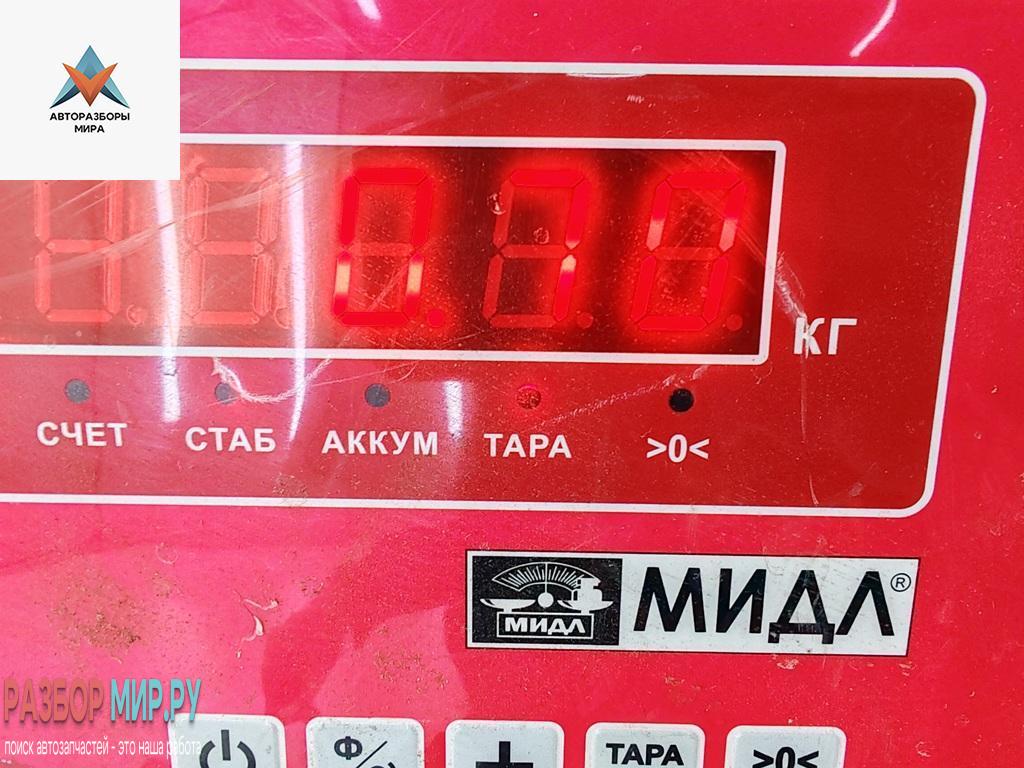 АВТОРАЗБОРЫ
МИРА
0.70
КГ
СЧЕТ СТАБ АККУМ ТАРА >0<
МИДЛ МИДЛ®
РАЗБОР МИР.РУ
поиск автозапчастей - это наша работа
Ф/ + ТАРА >0<